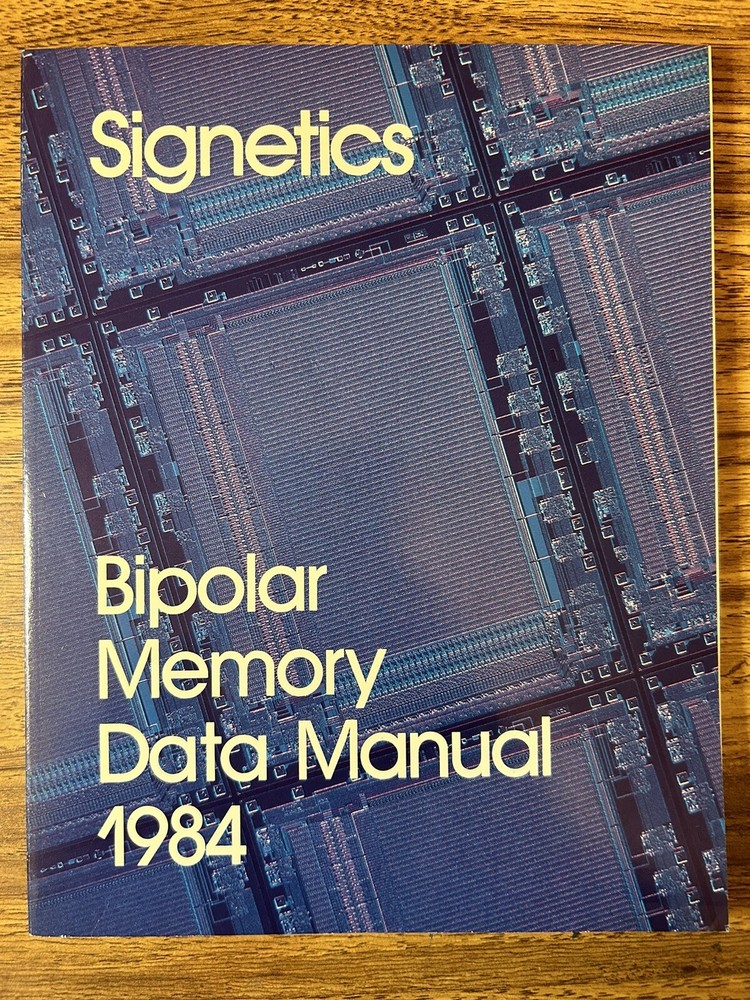 Signetics
Bipolar
Memory
Data Manual
1984